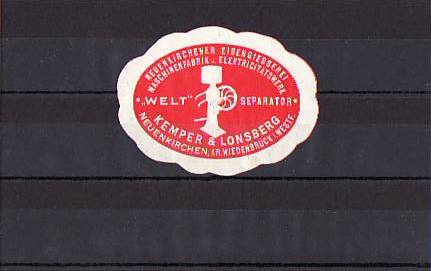 NEUENKIRCHENER EISENGIESSEREI
MASCHINENFABRIK u. ELEKTRICITÄTSWERK
"WELT" SEPARATOR
KEMPER & LONSBERG
NEUENKIRCHEN, KR. WIEDENBRÜCK i. WESTF.